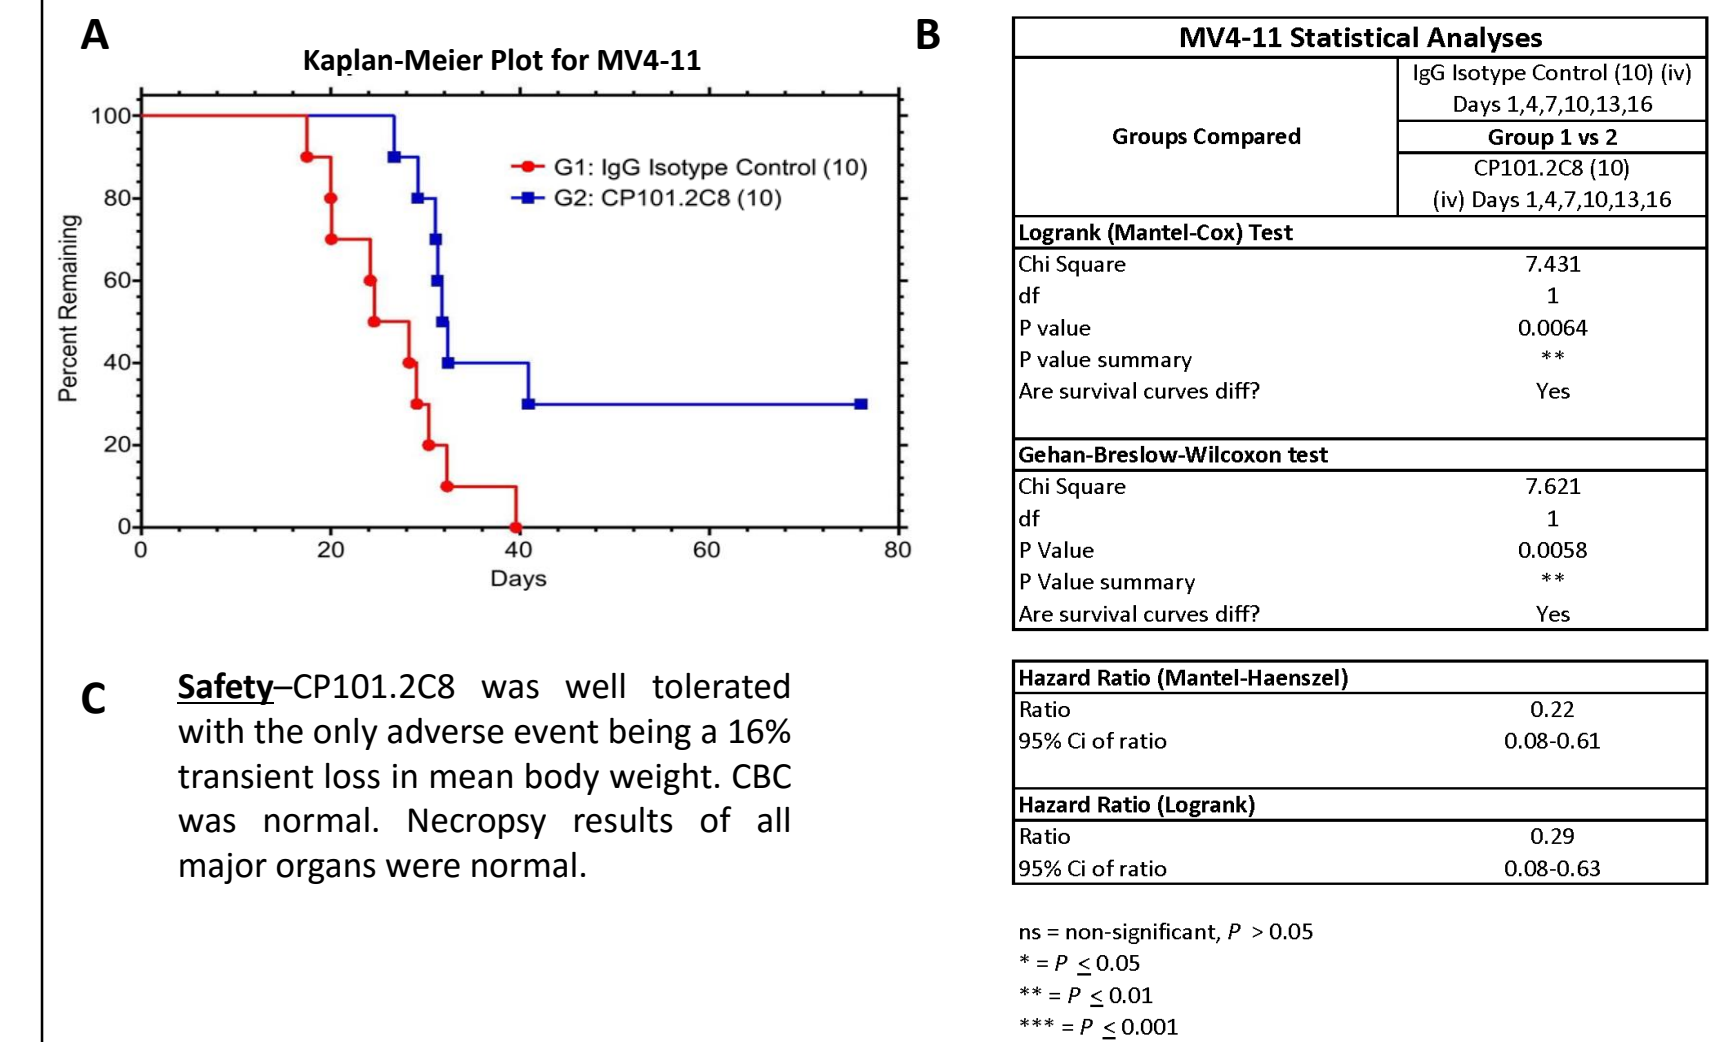 A
Kaplan-Meier Plot for MV4-11
Percent Remaining
100
80
60
40
20
0
0 20 40 60 80
Days
G1: IgG Isotype Control (10)
G2: CP101.2C8 (10)
B
MV4-11 Statistical Analyses
Groups Compared
IgG Isotype Control (10) (iv)
Days 1,4,7,10,13,16
Group 1 vs 2
CP101.2C8 (10)
(iv) Days 1,4,7,10,13,16
Logrank (Mantel-Cox) Test
Chi Square 7.431
df 1
P value 0.0064
P value summary **
Are survival curves diff? Yes
Gehan-Breslow-Wilcoxon test
Chi Square 7.621
df 1
P Value 0.0058
P Value summary **
Are survival curves diff? Yes
Hazard Ratio (Mantel-Haenszel)
Ratio 0.22
95% Ci of ratio 0.08-0.61
Hazard Ratio (Logrank)
Ratio 0.29
95% Ci of ratio 0.08-0.63
ns = non-significant, P > 0.05
* = P ≤ 0.05
** = P ≤ 0.01
*** = P ≤ 0.001
C
Safety–CP101.2C8 was well tolerated
with the only adverse event being a 16%
transient loss in mean body weight. CBC
was normal. Necropsy results of all
major organs were normal.